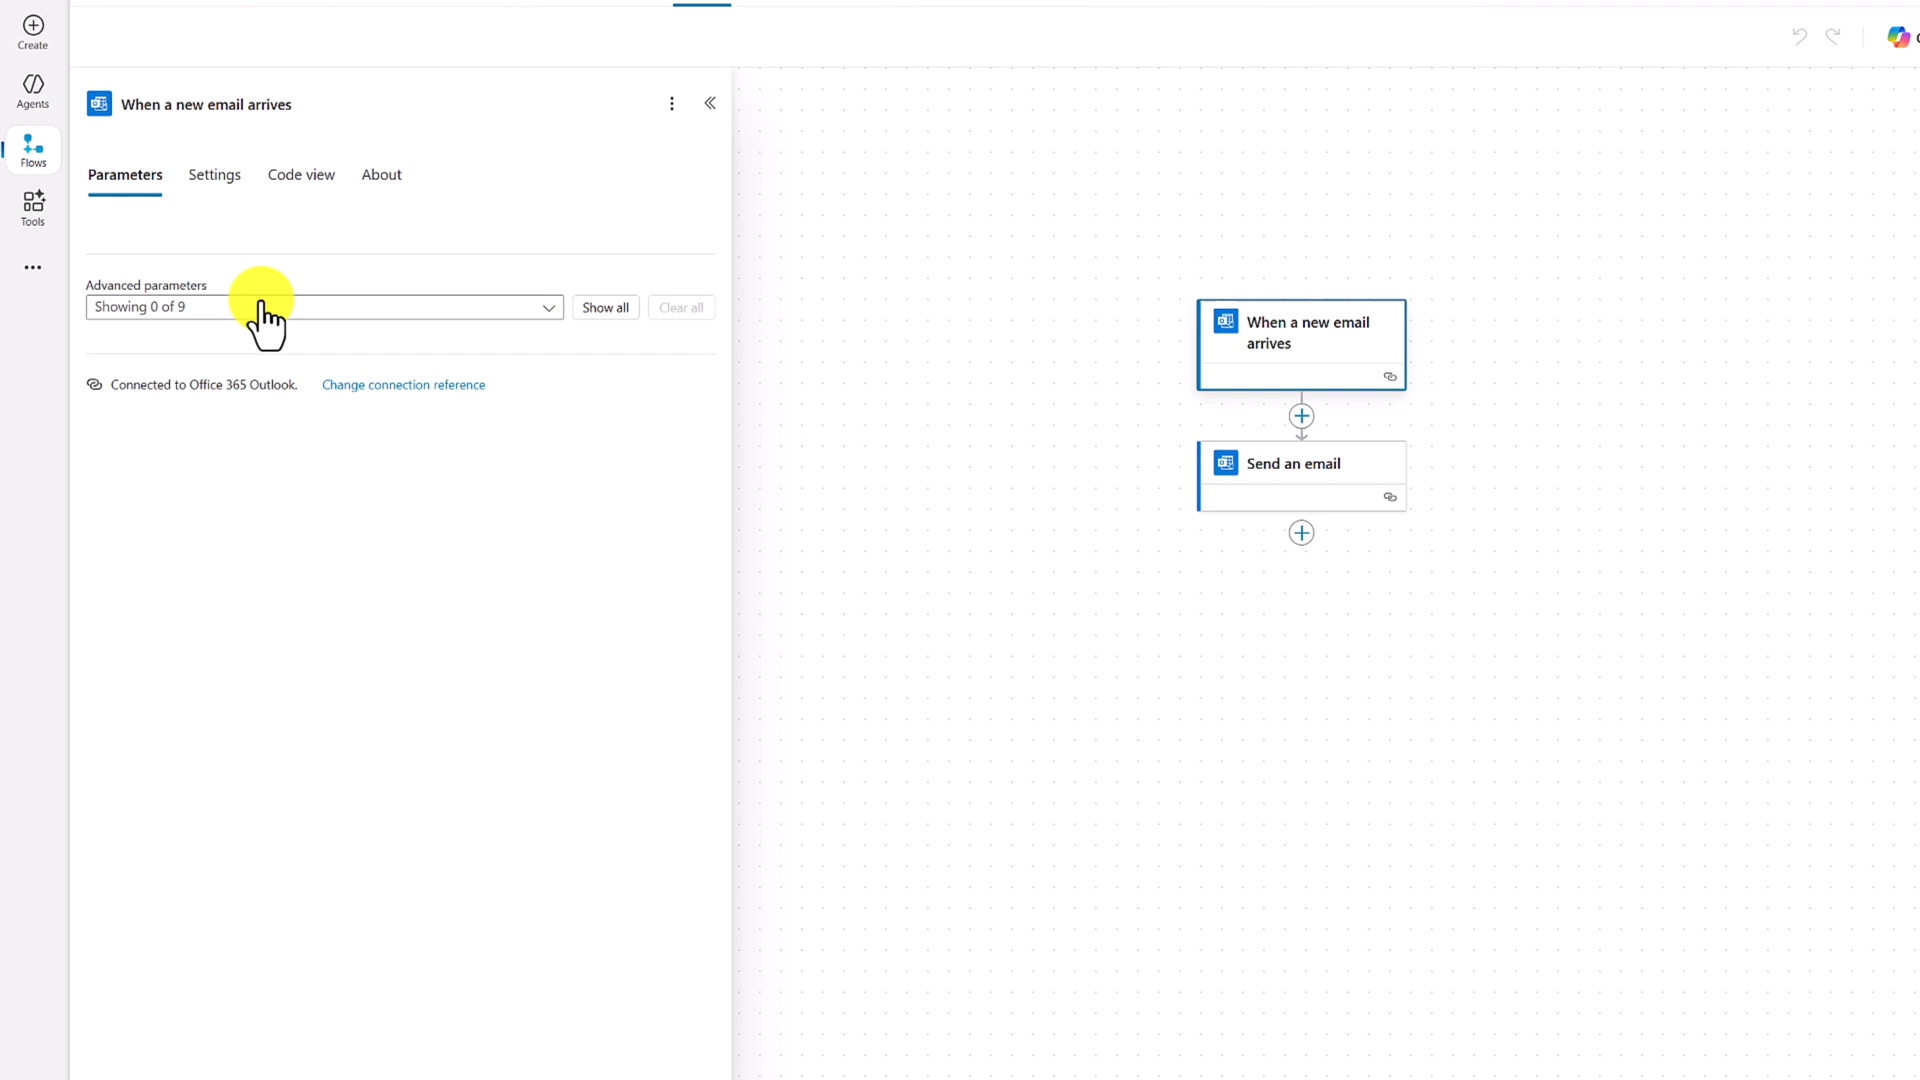 Create
Agents
Flows
Tools
When a new email arrives
Parameters
Settings
Code view
About
Advanced parameters
Showing 0 of 9
Show all
Clear all
Connected to Office 365 Outlook.
Change connection reference
When a new email
arrives
Send an email